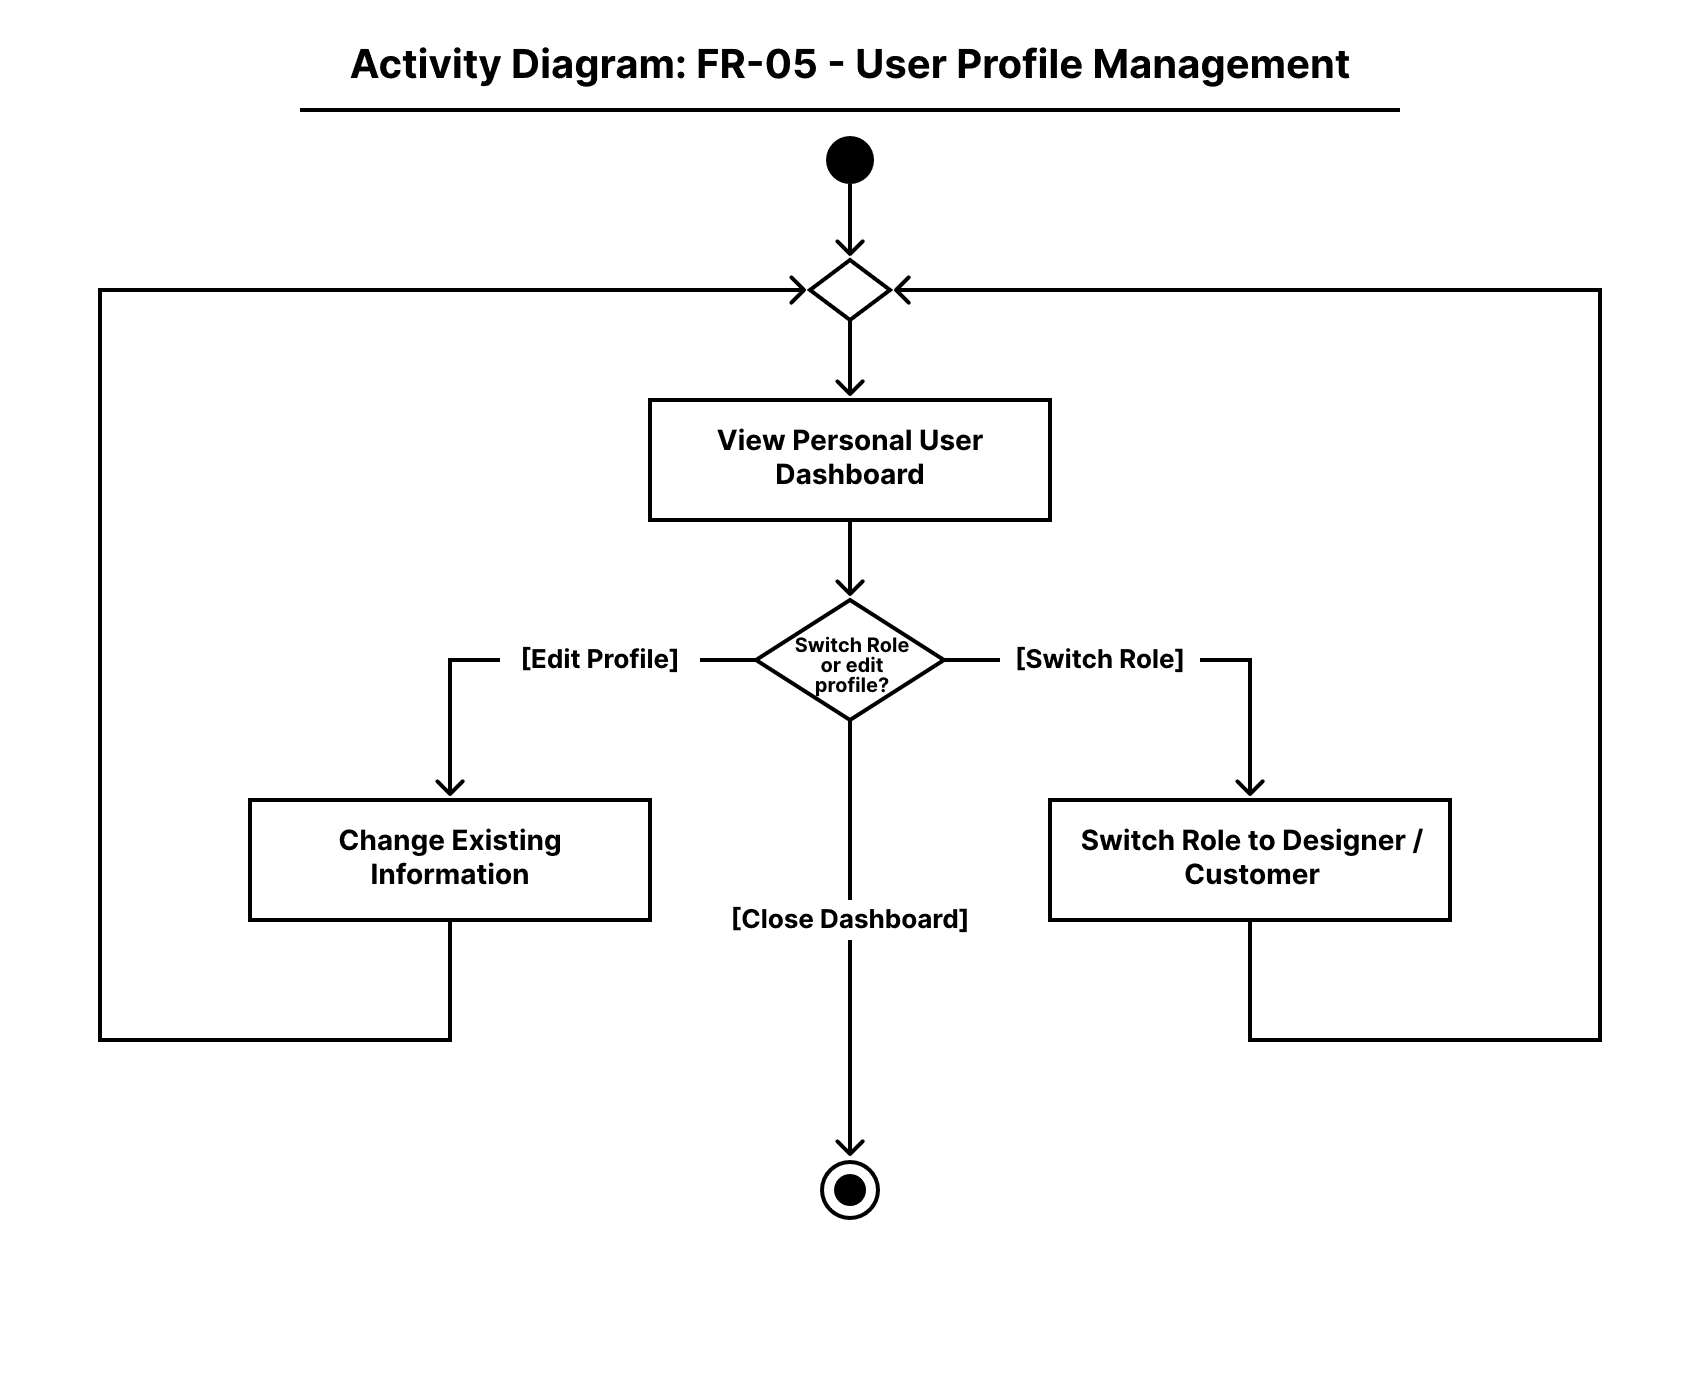 Activity Diagram: FR-05 - User Profile Management
View Personal User
Dashboard
[Edit Profile]
Switch Role
or edit
profile?
[Switch Role]
Change Existing
Information
Switch Role to Designer /
Customer
[Close Dashboard]